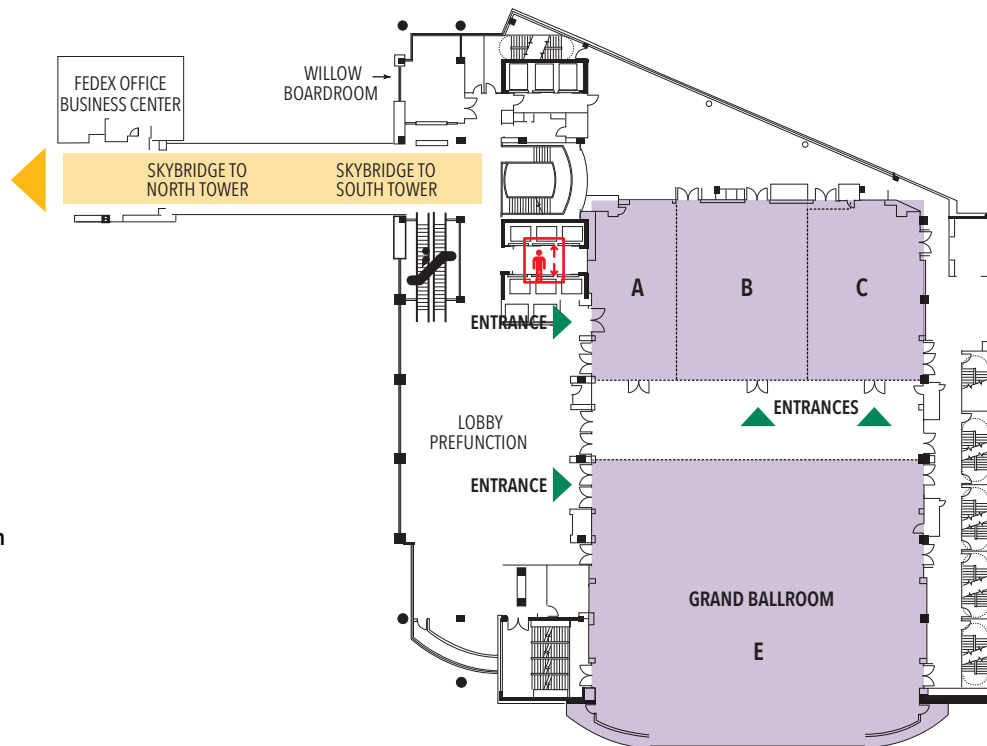 WILLOW
BOARDROOM
FEDEX OFFICE
BUSINESS CENTER
SKYBRIDGE TO
NORTH TOWER
SKYBRIDGE TO
SOUTH TOWER
A
B
C
ENTRANCE
ENTRANCES
LOBBY
PREFUNCTION
ENTRANCE
n
GRAND BALLROOM
E